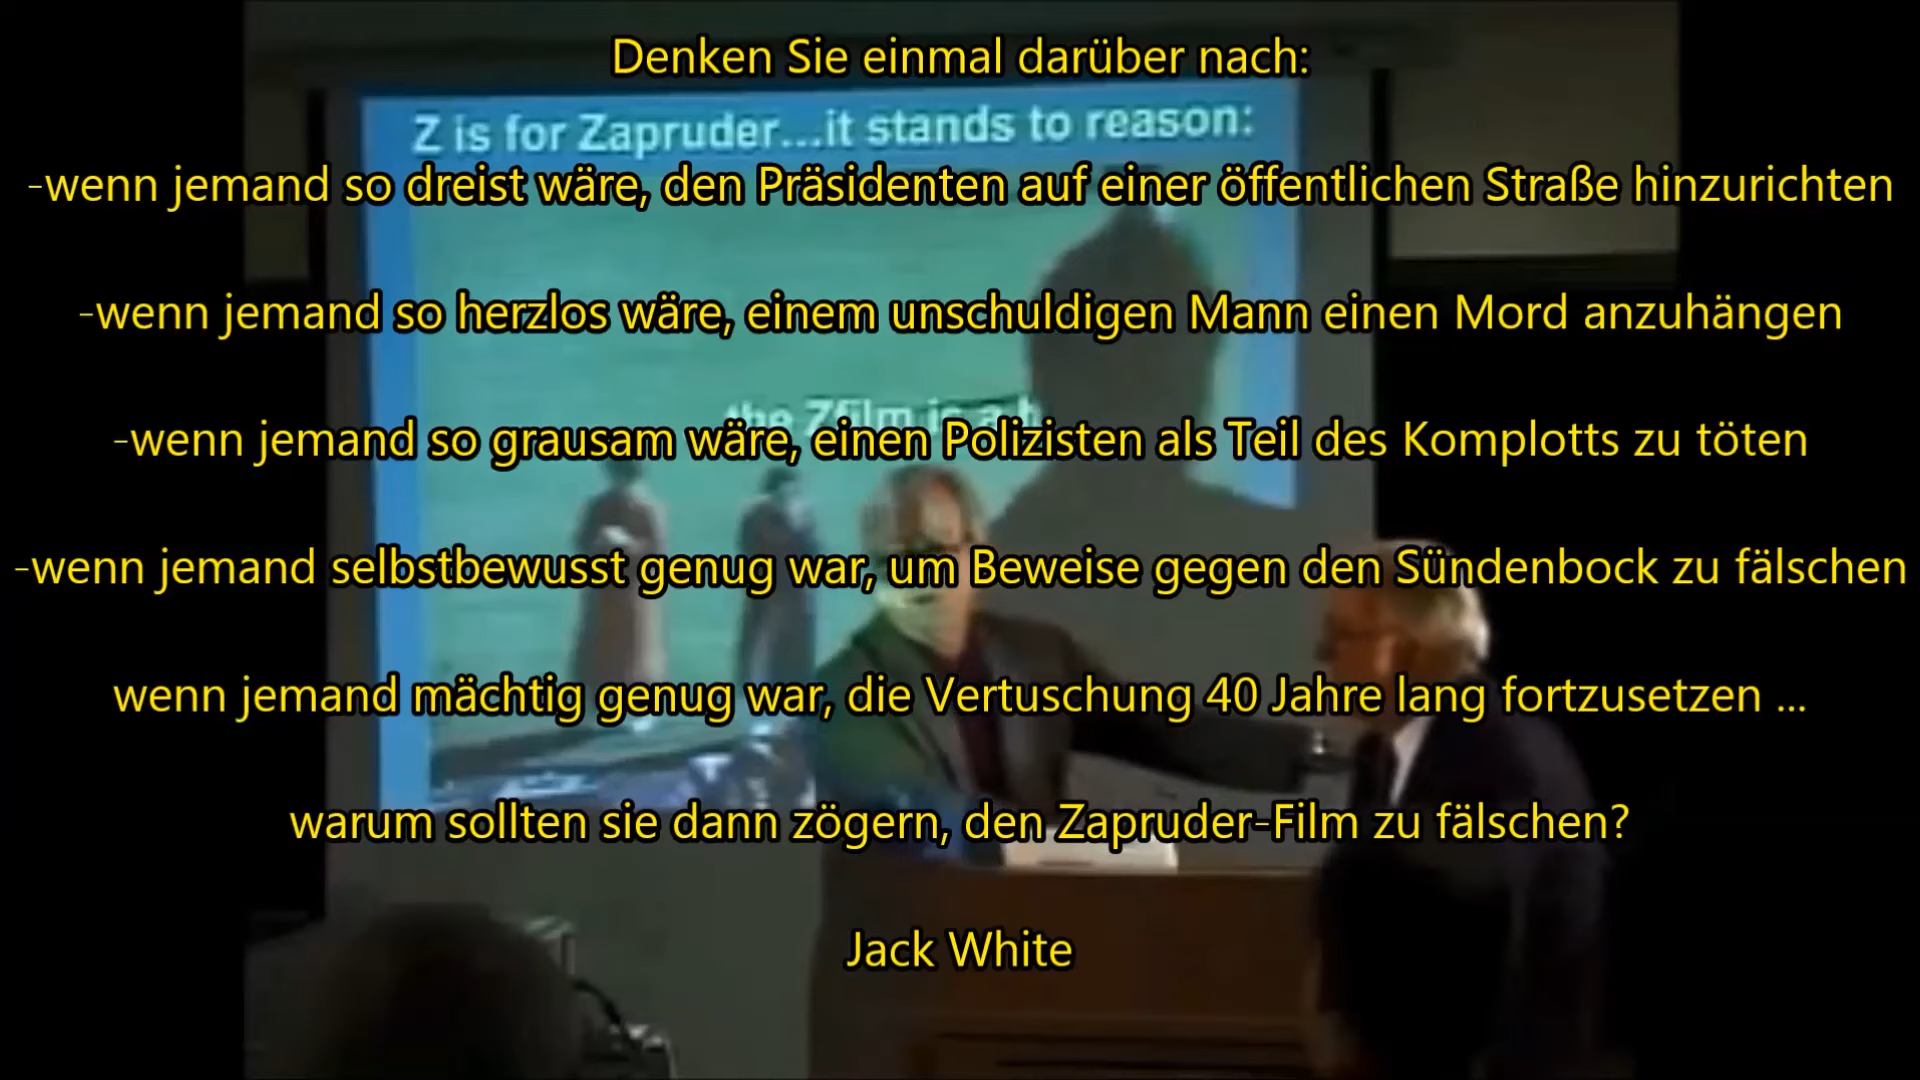 Denken Sie einmal darüber nach:
Z is for Zapruder...it stands to reason:
-wenn jemand so dreist wäre, den Präsidenten auf einer öffentlichen Straße hinzurichten
-wenn jemand so herzlos wäre, einem unschuldigen Mann einen Mord anzuhängen
the Zfilm is a
-wenn jemand so grausam wäre, einen Polizisten als Teil des Komplotts zu töten
-wenn jemand selbstbewusst genug war, um Beweise gegen den Sündenbock zu fälschen
wenn jemand mächtig genug war, die Vertuschung 40 Jahre lang fortzusetzen ...
warum sollten sie dann zögern, den Zapruder-Film zu fälschen?
Jack White